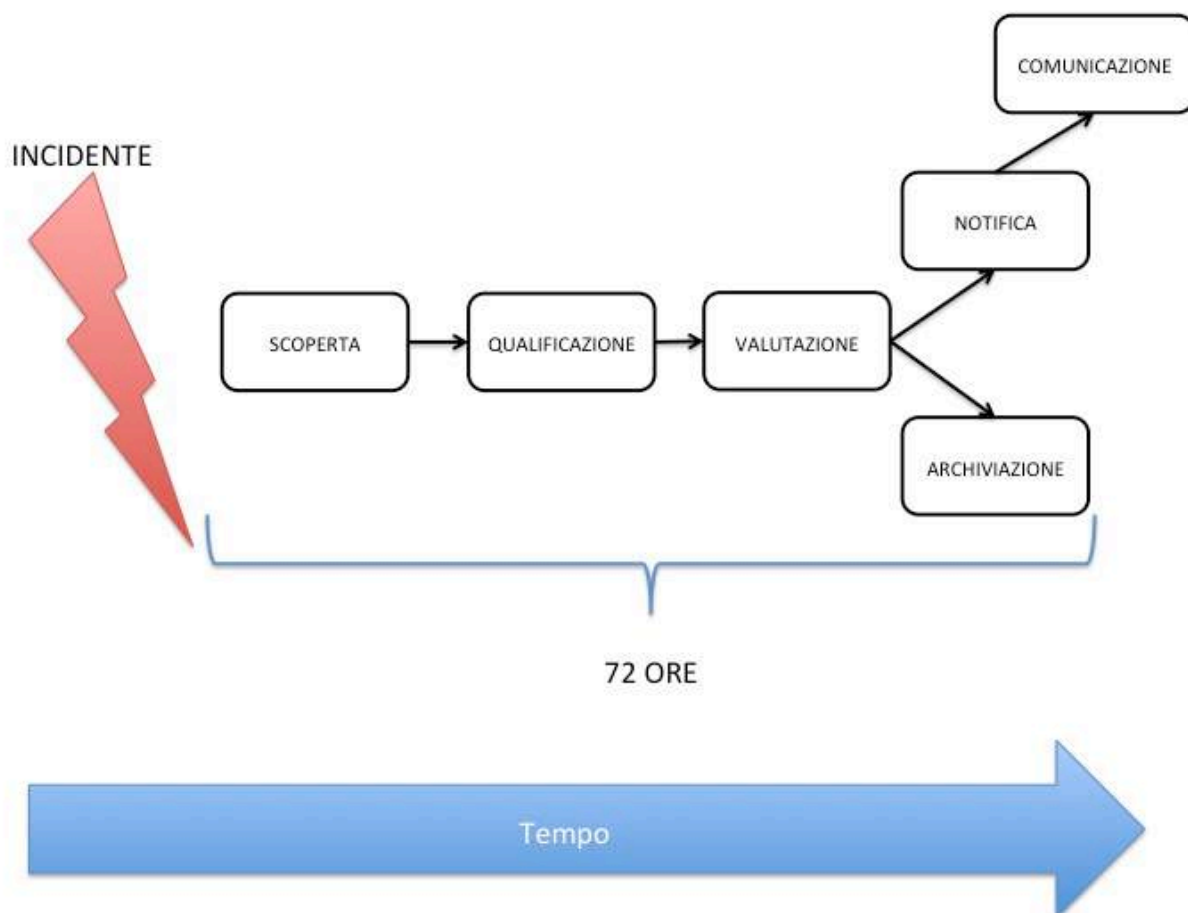 COMUNICAZIONE
INCIDENTE
NOTIFICA
SCOPERTA
QUALIFICAZIONE
VALUTAZIONE
ARCHIVIAZIONE
72 ORE
Tempo